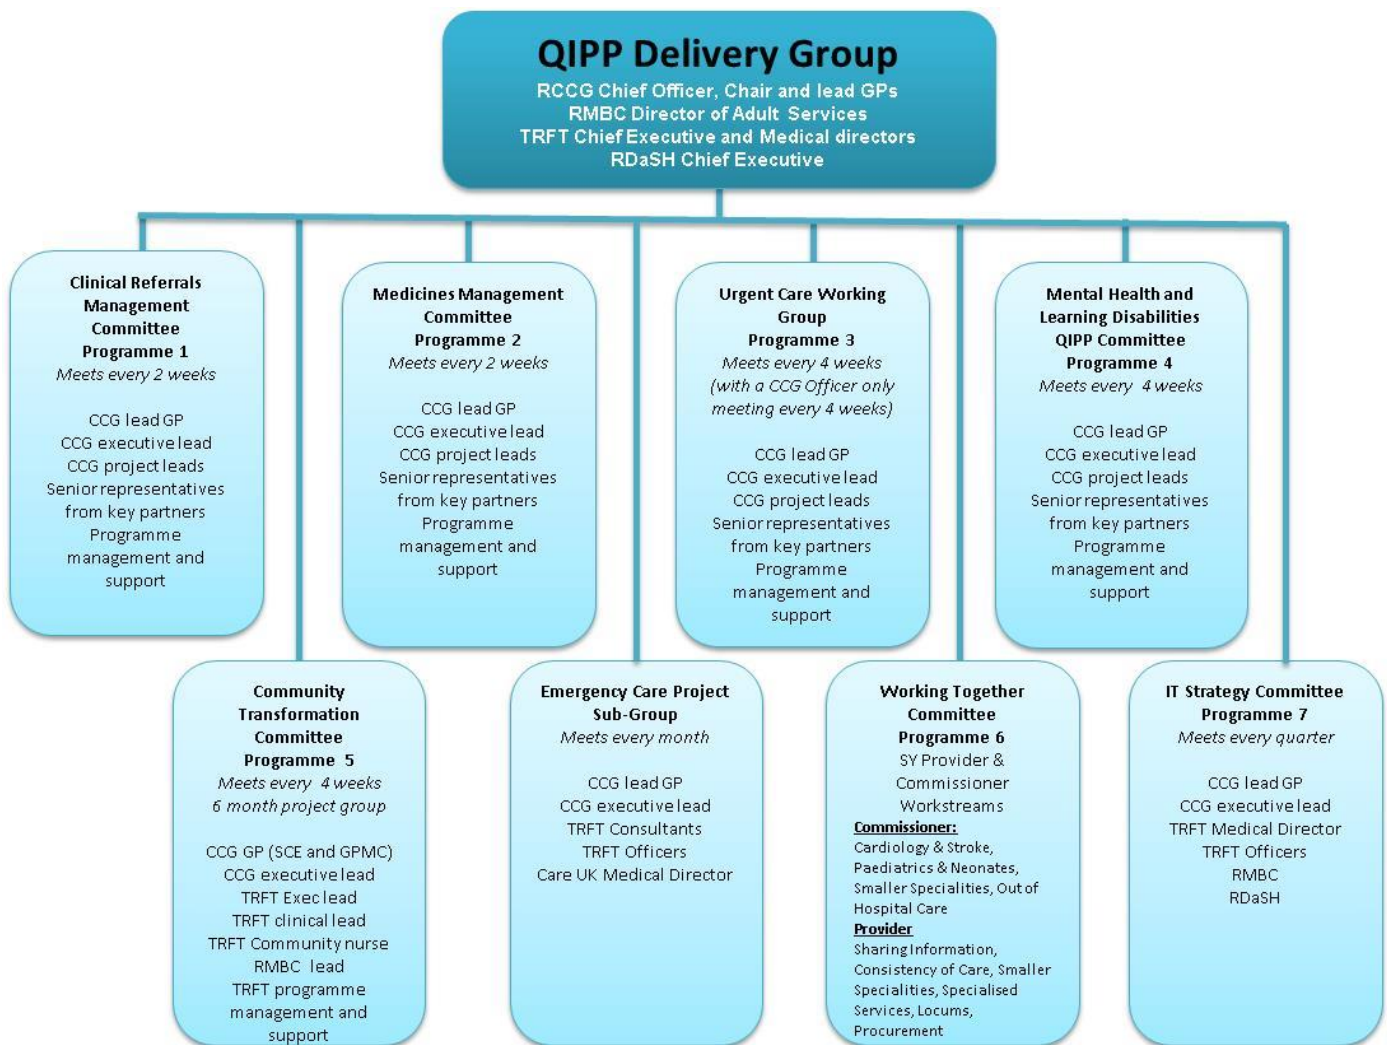 QIPP Delivery Group
RCCG Chief Officer, Chair and lead GPs
RMBC Director of Adult Services
TRFT Chief Executive and Medical directors
RDaSH Chief Executive
Clinical Referrals
Management
Committee
Programme 1
Meets every 2 weeks
CCG lead GP
CCG executive lead
CCG project leads
Senior representatives
from key partners
Programme
management and
support
Medicines Management
Committee
Programme 2
Meets every 2 weeks
CCG lead GP
CCG executive lead
CCG project leads
Senior representatives
from key partners
Programme
management and
support
Urgent Care Working
Group
Programme 3
Meets every 4 weeks
(with a CCG Officer only
meeting every 4 weeks)
CCG lead GP
CCG executive lead
CCG project leads
Senior representatives
from key partners
Programme
management and
support
Mental Health and
Learning Disabilities
QIPP Committee
Programme 4
Meets every 4 weeks
CCG lead GP
CCG executive lead
CCG project leads
Senior representatives
from key partners
Programme
management and
support
Community
Transformation
Committee
Programme 5
Meets every 4 weeks
6 month project group
CCG GP (SCE and GPMC)
CCG executive lead
TRFT Exec lead
TRFT clinical lead
TRFT Community nurse
RMBC lead
TRFT programme
management and
support
Emergency Care Project
Sub-Group
Meets every month
CCG lead GP
CCG executive lead
TRFT Consultants
TRFT Officers
Care UK Medical Director
Working Together
Committee
Programme 6
SY Provider &
Commissioner
Workstreams
Commissioner:
Cardiology & Stroke,
Paediatrics & Neonates,
Smaller Specialities, Out of
Hospital Care
Provider
Sharing Information,
Consistency of Care, Smaller
Specialities, Specialised
Services, Locums,
Procurement
IT Strategy Committee
Programme 7
Meets every quarter
CCG lead GP
CCG executive lead
TRFT Medical Director
TRFT Officers
RMBC
RDaSH